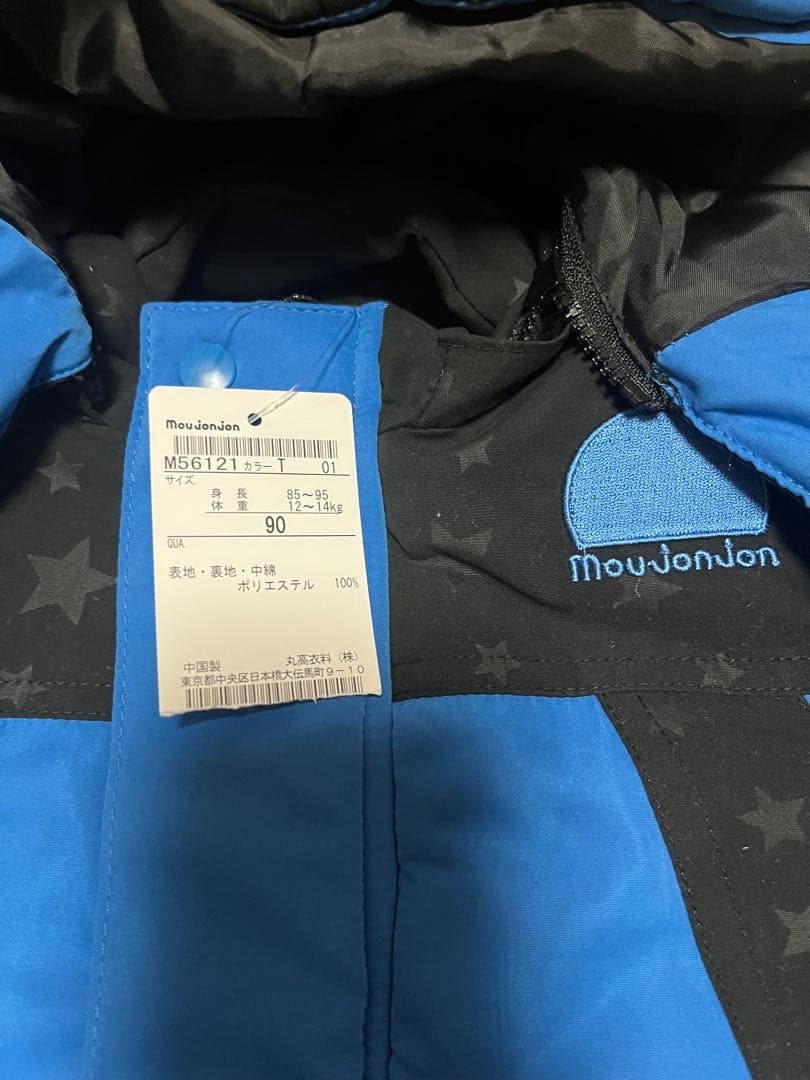 moujonjon
M56121 カラー T 01
サイズ.
身長 85～95
体重 12～14kg
90
QUA.
表地・裏地・中綿
ポリエステル 100%
中国製 丸高衣料（株）
東京都中央区日本橋大伝馬町９－１０
moujonjon